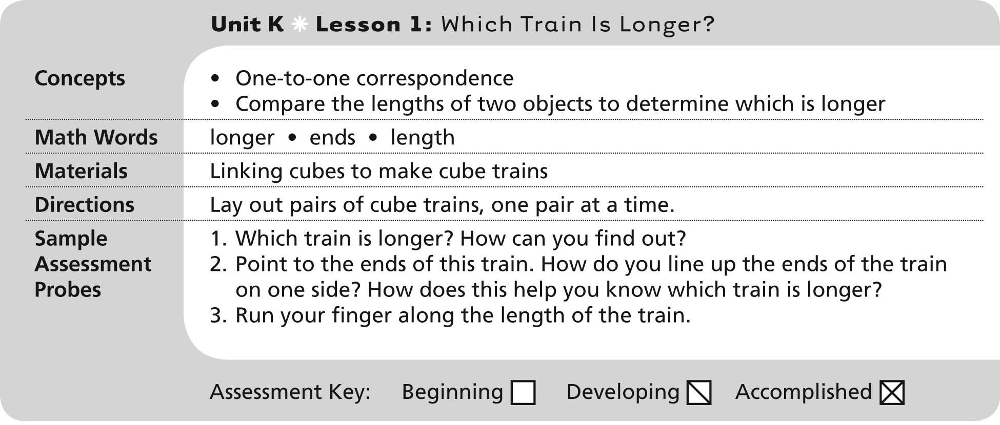 Unit K ✳ Lesson 1: Which Train Is Longer?
Concepts
• One-to-one correspondence
• Compare the lengths of two objects to determine which is longer
Math Words
longer • ends • length
Materials
Linking cubes to make cube trains
Directions
Lay out pairs of cube trains, one pair at a time.
Sample
Assessment
Probes
1. Which train is longer? How can you find out?
2. Point to the ends of this train. How do you line up the ends of the train
on one side? How does this help you know which train is longer?
3. Run your finger along the length of the train.
Assessment Key: Beginning Developing Accomplished